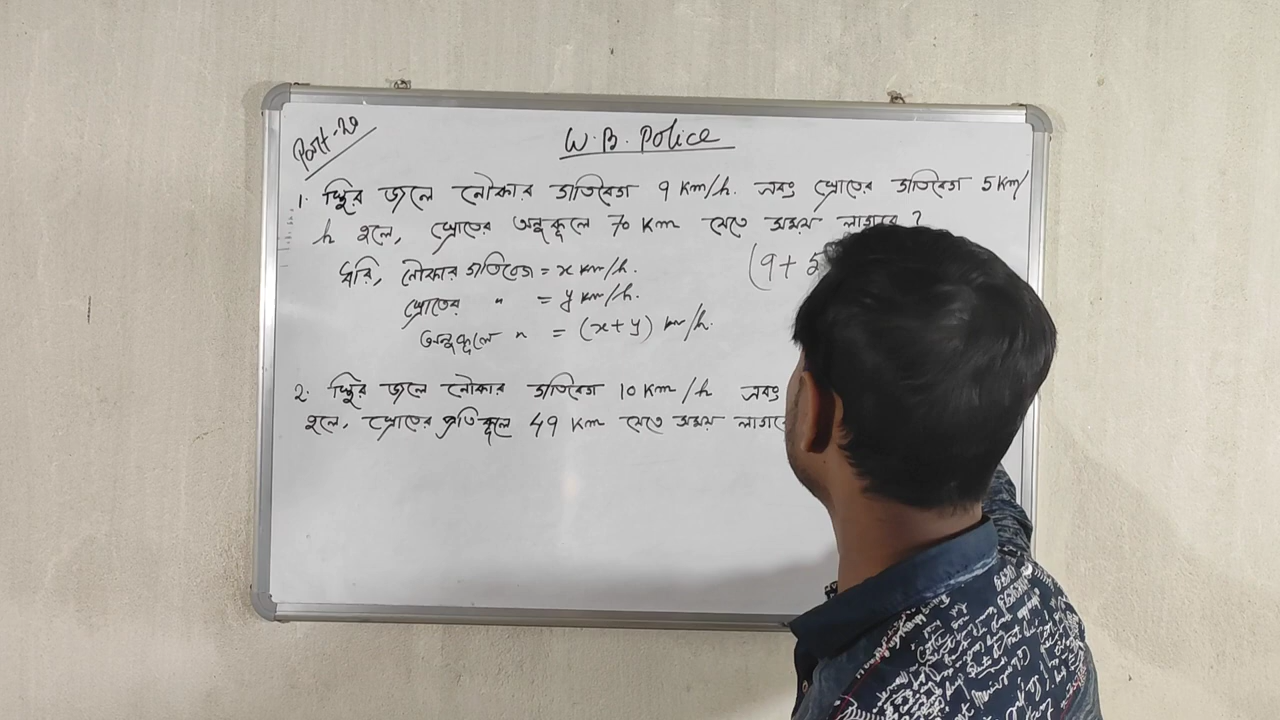 Part-29
W.B. Police
1. স্থির জলে নৌকার গতিবেগ 9 Km/h. এবং স্রোতের গতিবেগ 5 Km/
h হলে, স্রোতের অনুকূলে 70 Km যেতে সময় লাগবে ?
(9+5
ধরি, নৌকার গতিবেগ = x km/h.
স্রোতের " = y km/h.
অনুকূলে " = (x+y) km/h.
2. স্থির জলে নৌকার গতিবেগ 10 Km/h এবং
হলে, স্রোতের প্রতিকূলে 49 Km যেতে সময় লাগবে